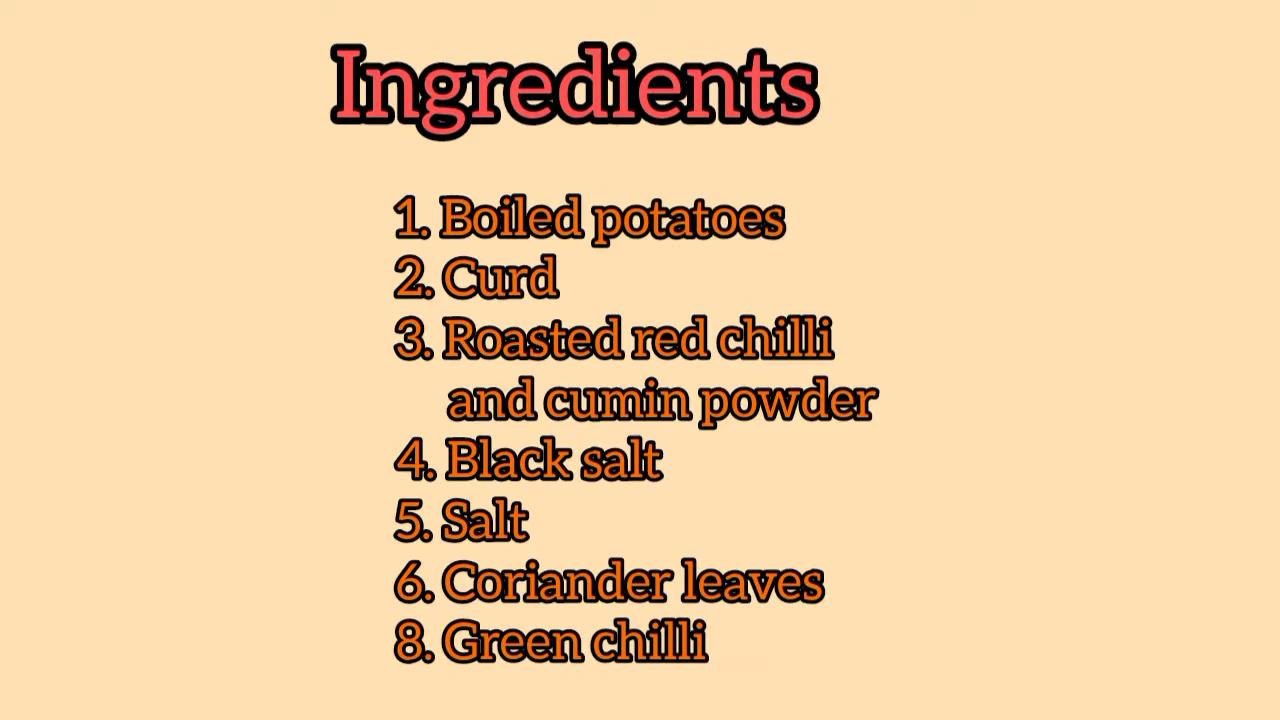 Ingredients
1. Boiled potatoes
2. Curd
3. Roasted red chilli
and cumin powder
4. Black salt
5. Salt
6. Coriander leaves
8. Green chilli